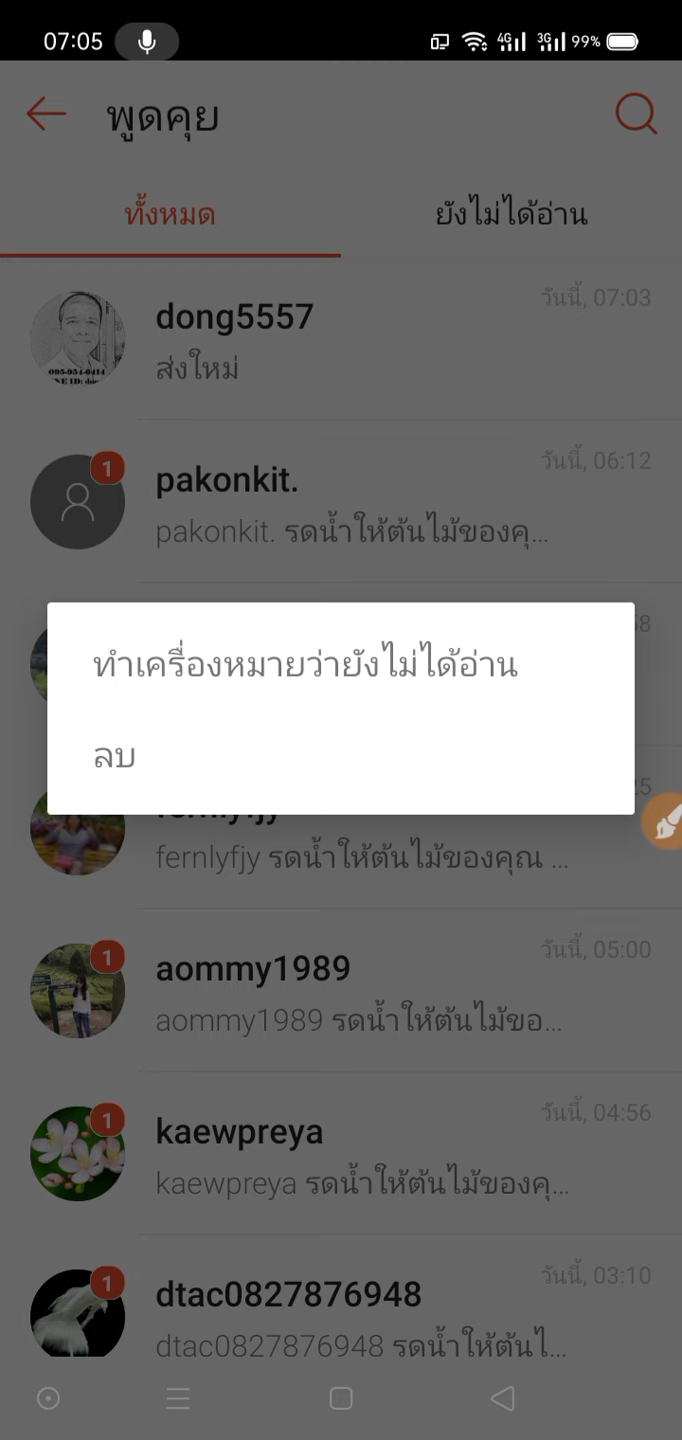 07:05
4G
3G
99%
พูดคุย
ทั้งหมด
ยังไม่ได้อ่าน
dong5557
วันนี้, 07:03
ส่งใหม่
1
pakonkit.
วันนี้, 06:12
pakonkit. รดน้ำให้ต้นไม้ของคุ...
ทำเครื่องหมายว่ายังไม่ได้อ่าน
ลบ
fernlyfjy
fernlyfjy รดน้ำให้ต้นไม้ของคุณ ...
1
aommy1989
วันนี้, 05:00
aommy1989 รดน้ำให้ต้นไม้ขอ...
1
kaewpreya
วันนี้, 04:56
kaewpreya รดน้ำให้ต้นไม้ของคุ...
1
dtac0827876948
วันนี้, 03:10
dtac0827876948 รดน้ำให้ต้นไ...